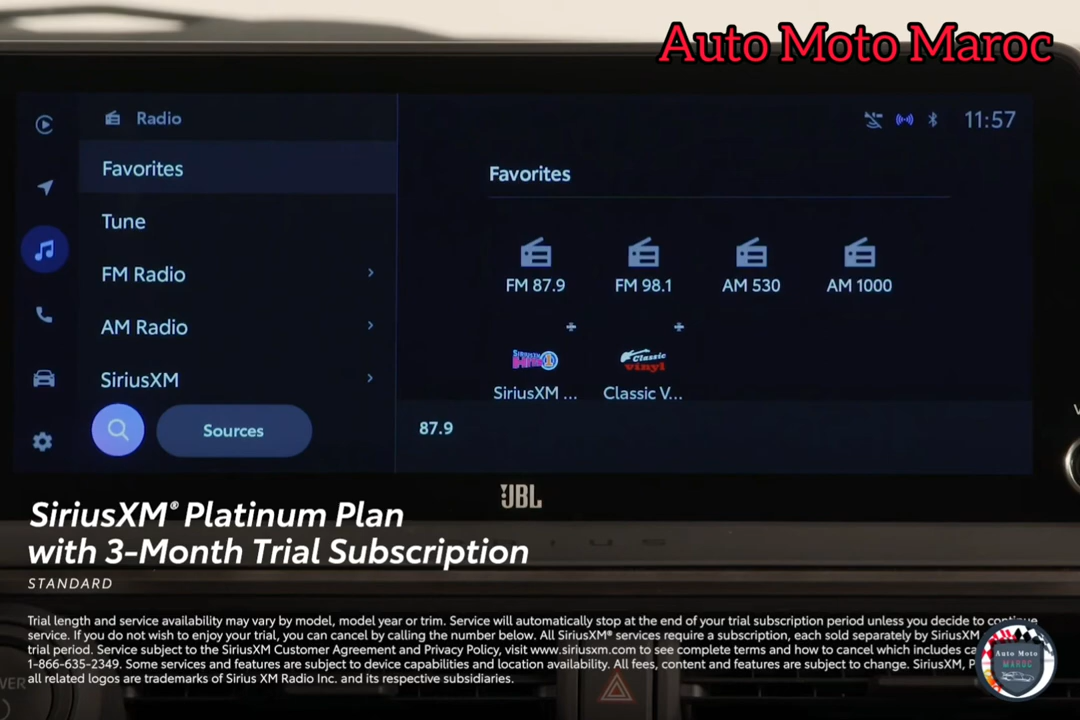 Auto Moto Maroc
Radio
11:57
Favorites
Favorites
Tune
FM Radio
AM Radio
SiriusXM
Sources
FM 87.9 FM 98.1 AM 530 AM 1000
SIRIUSXM HITS 1
Classic Vinyl
SiriusXM ... Classic V...
87.9
JBL
SiriusXM® Platinum Plan
with 3-Month Trial Subscription
STANDARD
Trial length and service availability may vary by model, model year or trim. Service will automatically stop at the end of your trial subscription period unless you decide to continue
service. If you do not wish to enjoy your trial, you can cancel by calling the number below. All SiriusXM® services require a subscription, each sold separately by SiriusXM
trial period. Service subject to the SiriusXM Customer Agreement and Privacy Policy, visit www.siriusxm.com to see complete terms and how to cancel which includes
1-866-635-2349. Some services and features are subject to device capabilities and location availability. All fees, content and features are subject to change. SiriusXM,
all related logos are trademarks of Sirius XM Radio Inc. and its respective subsidiaries.
Auto Moto
MAROC